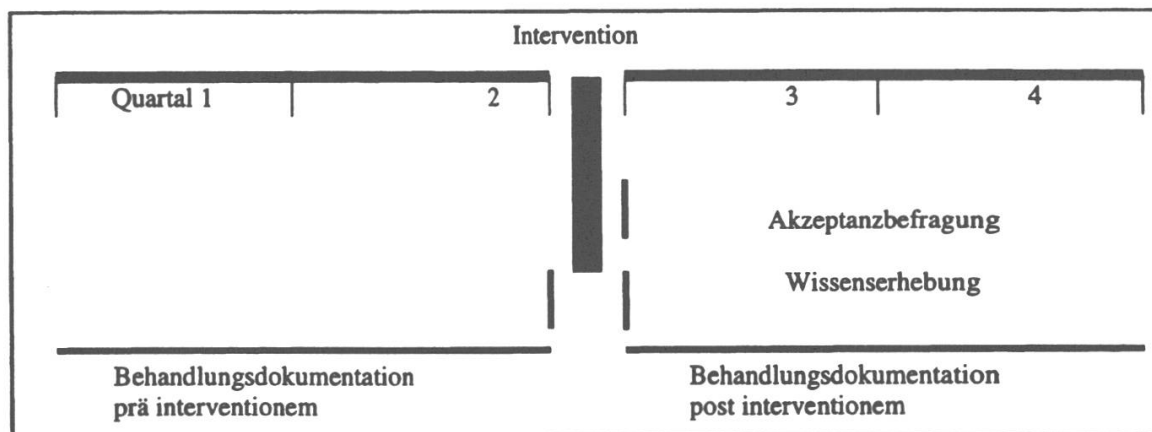 Intervention
Quartal 1 2 3 4
Akzeptanzbefragung
Wissenserhebung
Behandlungsdokumentation
prä interventionem
Behandlungsdokumentation
post interventionem